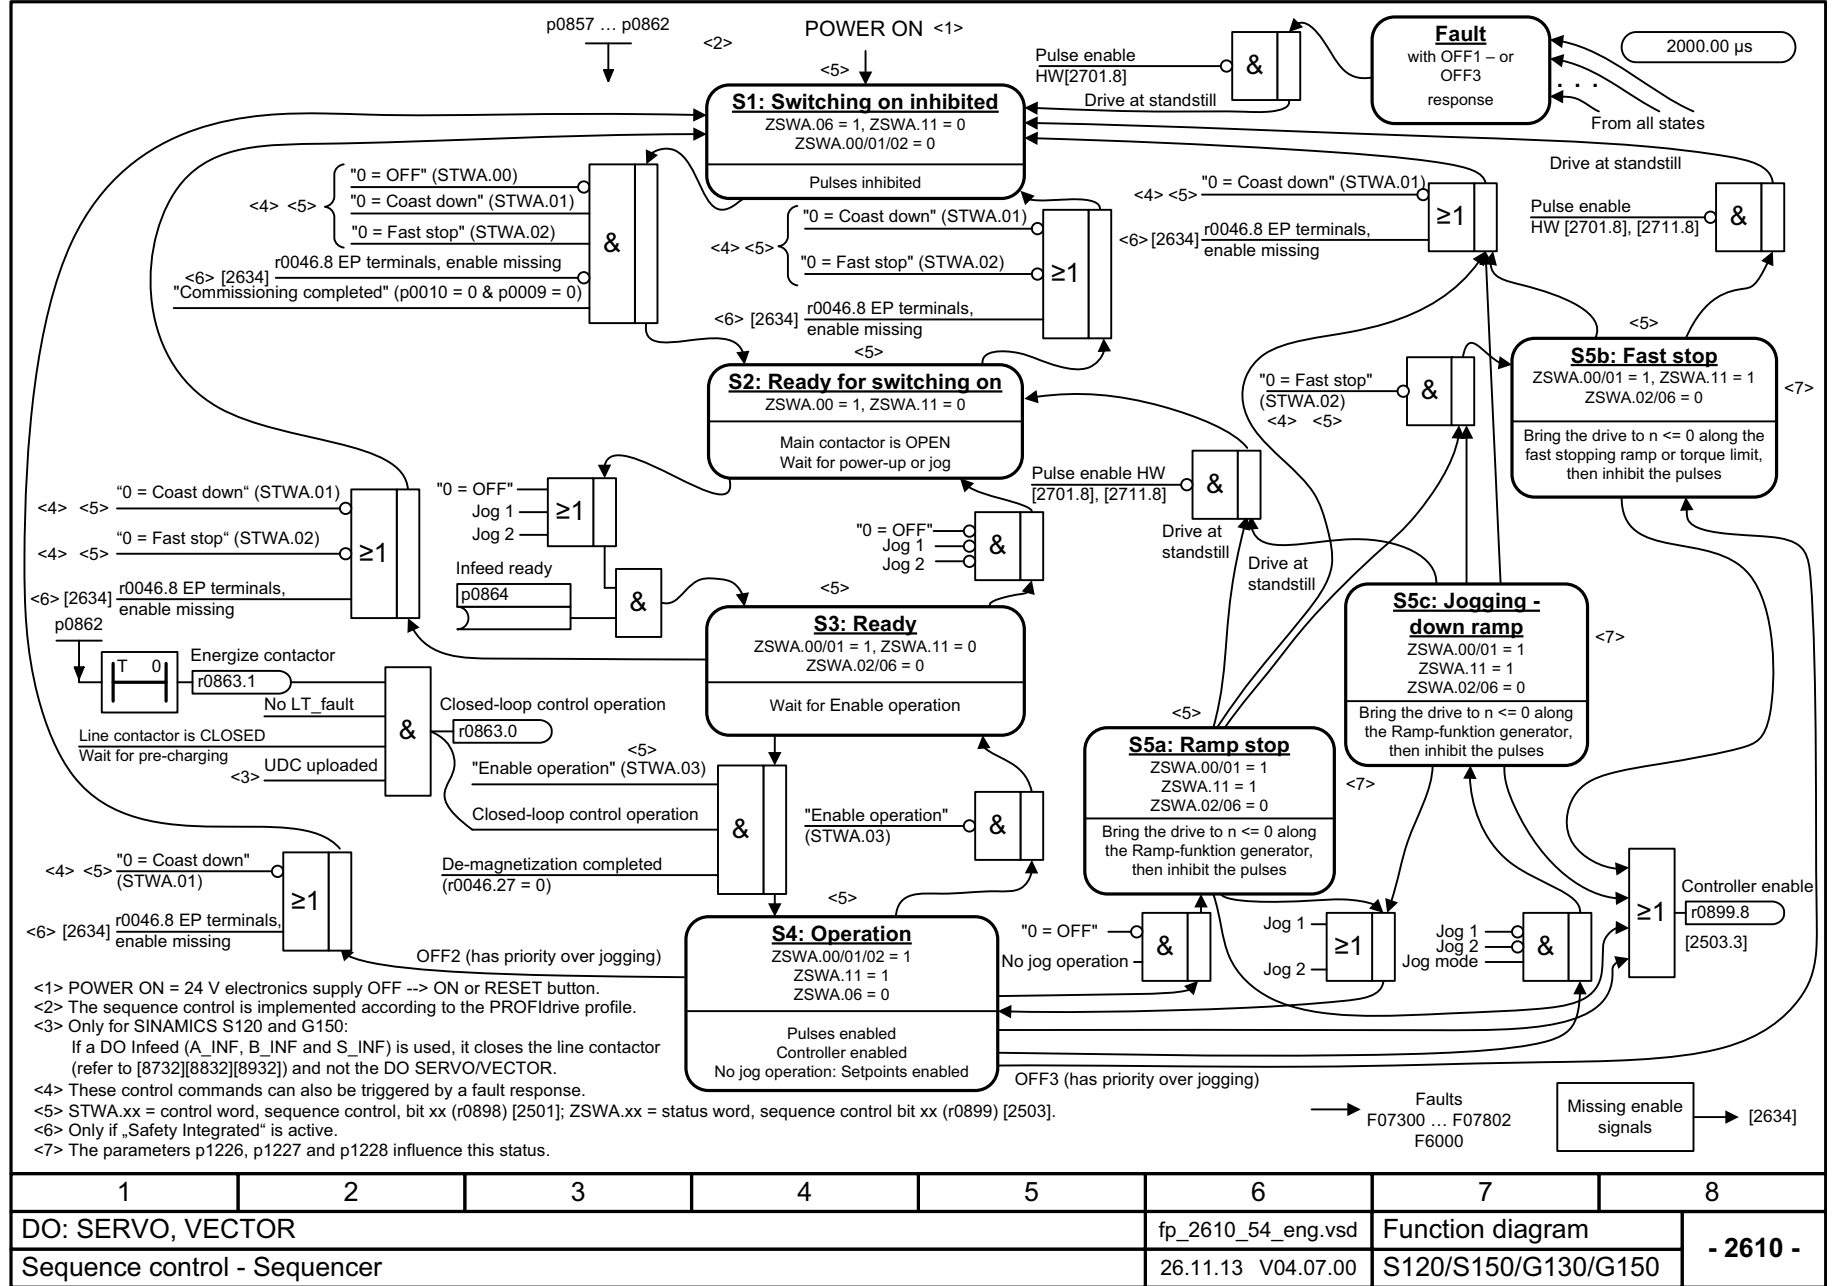 p0857 … p0862
<2>
POWER ON <1>
<5>
Pulse enable
HW[2701.8]
&
Drive at standstill
Fault
with OFF1 – or
OFF3
response
2000.00 µs
. . .
From all states
S1: Switching on inhibited
ZSWA.06 = 1, ZSWA.11 = 0
ZSWA.00/01/02 = 0
Pulses inhibited
<4> <5>
"0 = OFF" (STWA.00)
"0 = Coast down" (STWA.01)
"0 = Fast stop" (STWA.02)
r0046.8 EP terminals, enable missing
<6> [2634]
"Commissioning completed" (p0010 = 0 & p0009 = 0)
&
<4> <5>
"0 = Coast down" (STWA.01)
"0 = Fast stop" (STWA.02)
<6> [2634]
r0046.8 EP terminals,
enable missing
≥1
"0 = Coast down" (STWA.01)
<4> <5>
<6> [2634]
r0046.8 EP terminals,
enable missing
≥1
Drive at standstill
Pulse enable
HW [2701.8], [2711.8]
&
<5>
S2: Ready for switching on
ZSWA.00 = 1, ZSWA.11 = 0
Main contactor is OPEN
Wait for power-up or jog
"0 = Fast stop"
(STWA.02)
<4> <5>
&
<5>
S5b: Fast stop
ZSWA.00/01 = 1, ZSWA.11 = 1
ZSWA.02/06 = 0
Bring the drive to n <= 0 along the
fast stopping ramp or torque limit,
then inhibit the pulses
<7>
<4> <5>
“0 = Coast down“ (STWA.01)
<4> <5>
"0 = Fast stop“ (STWA.02)
<6> [2634]
r0046.8 EP terminals,
enable missing
≥1
"0 = OFF"
Jog 1
Jog 2
≥1
Infeed ready
p0864
&
"0 = OFF"
Jog 1
Jog 2
&
Pulse enable HW
[2701.8], [2711.8]
&
Drive at
standstill
Drive at
standstill
<5>
S3: Ready
ZSWA.00/01 = 1, ZSWA.11 = 0
ZSWA.02/06 = 0
Wait for Enable operation
S5c: Jogging -
down ramp
ZSWA.00/01 = 1
ZSWA.11 = 1
ZSWA.02/06 = 0
Bring the drive to n <= 0 along
the Ramp-funktion generator,
then inhibit the pulses
<7>
p0862
T 0
Energize contactor
r0863.1
No LT_fault
Line contactor is CLOSED
Wait for pre-charging
<3>
UDC uploaded
&
Closed-loop control operation
r0863.0
<5>
"Enable operation" (STWA.03)
Closed-loop control operation
De-magnetization completed
(r0046.27 = 0)
&
"Enable operation"
(STWA.03)
&
<5>
S5a: Ramp stop
ZSWA.00/01 = 1
ZSWA.11 = 1
ZSWA.02/06 = 0
Bring the drive to n <= 0 along
the Ramp-funktion generator,
then inhibit the pulses
<7>
<4> <5>
"0 = Coast down"
(STWA.01)
<6> [2634]
r0046.8 EP terminals,
enable missing
≥1
OFF2 (has priority over jogging)
<5>
S4: Operation
ZSWA.00/01/02 = 1
ZSWA.11 = 1
ZSWA.06 = 0
Pulses enabled
Controller enabled
No jog operation: Setpoints enabled
"0 = OFF"
No jog operation
&
Jog 1
Jog 2
≥1
Jog 1
Jog 2
Jog mode
&
≥1
Controller enable
r0899.8
[2503.3]
OFF3 (has priority over jogging)
<1> POWER ON = 24 V electronics supply OFF --> ON or RESET button.
<2> The sequence control is implemented according to the PROFIdrive profile.
<3> Only for SINAMICS S120 and G150:
If a DO Infeed (A_INF, B_INF and S_INF) is used, it closes the line contactor
(refer to [8732][8832][8932]) and not the DO SERVO/VECTOR.
<4> These control commands can also be triggered by a fault response.
<5> STWA.xx = control word, sequence control, bit xx (r0898) [2501]; ZSWA.xx = status word, sequence control bit xx (r0899) [2503].
<6> Only if „Safety Integrated“ is active.
<7> The parameters p1226, p1227 and p1228 influence this status.
Faults
F07300 … F07802
F6000
Missing enable
signals
[2634]
1 2 3 4 5 6 7 8
DO: SERVO, VECTOR
fp_2610_54_eng.vsd
Function diagram
- 2610 -
Sequence control - Sequencer
26.11.13 V04.07.00
S120/S150/G130/G150